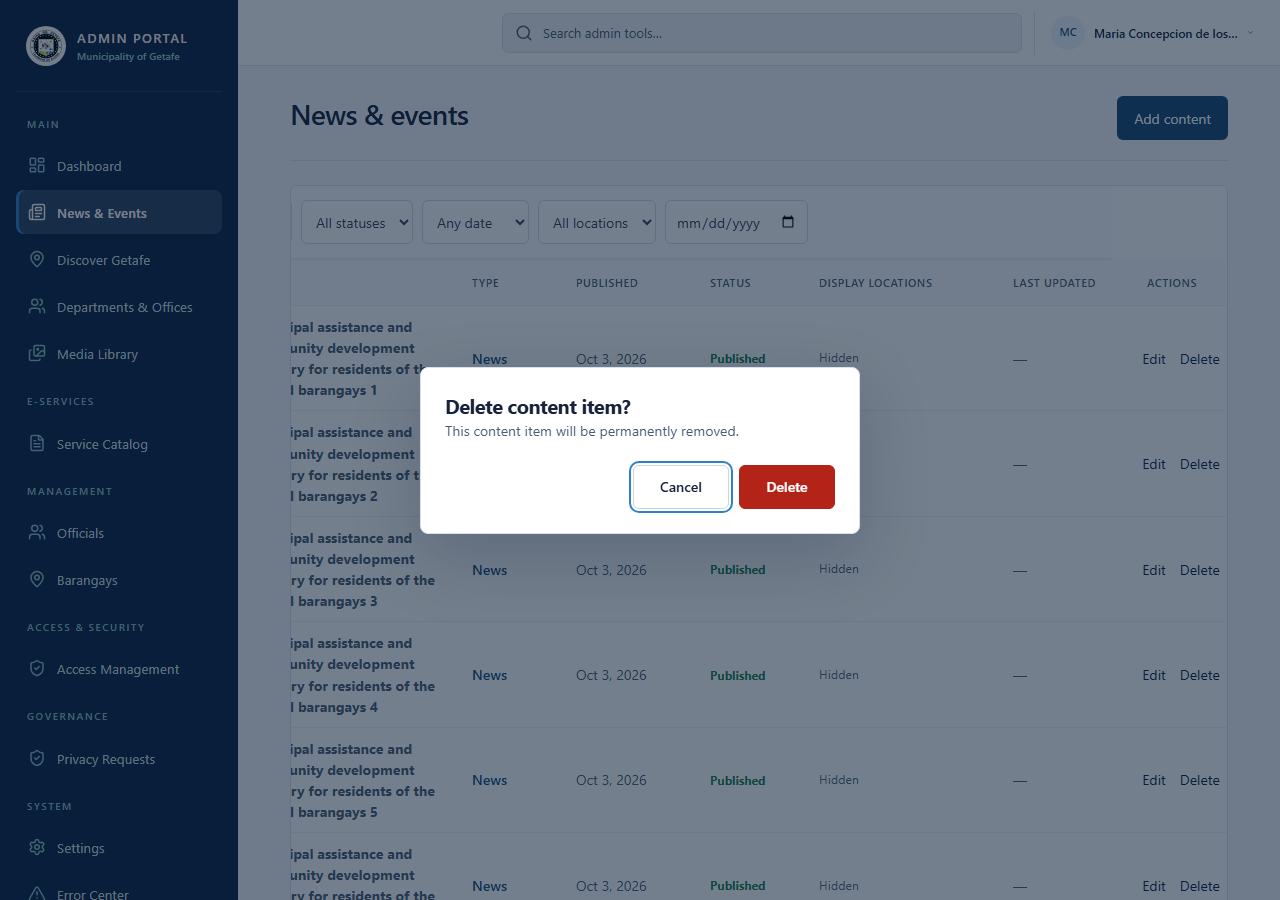 ADMIN PORTAL
Municipality of Getafe
Search admin tools...
MC
Maria Concepcion de los...
MAIN
Dashboard
News & Events
Discover Getafe
Departments & Offices
Media Library
E-SERVICES
Service Catalog
MANAGEMENT
Officials
Barangays
ACCESS & SECURITY
Access Management
GOVERNANCE
Privacy Requests
SYSTEM
Settings
Error Center
News & events
Add content
All statuses
Any date
All locations
mm/dd/yyyy
TYPE PUBLISHED STATUS DISPLAY LOCATIONS LAST UPDATED ACTIONS
ipal assistance and
unity development
ry for residents of th
l barangays 1
News Oct 3, 2026 Published Hidden — Edit Delete
ipal assistance and
unity development
ry for residents of t
l barangays 2
— Edit Delete
Delete content item?
This content item will be permanently removed.
Cancel
Delete
ipal assistance and
unity development
ry for residents of the
l barangays 3
News Oct 3, 2026 Published Hidden — Edit Delete
ipal assistance and
unity development
ry for residents of the
l barangays 4
News Oct 3, 2026 Published Hidden — Edit Delete
ipal assistance and
unity development
ry for residents of the
l barangays 5
News Oct 3, 2026 Published Hidden — Edit Delete
ipal assistance and
unity development
ry for residents of the
News Oct 3, 2026 Published Hidden — Edit Delete